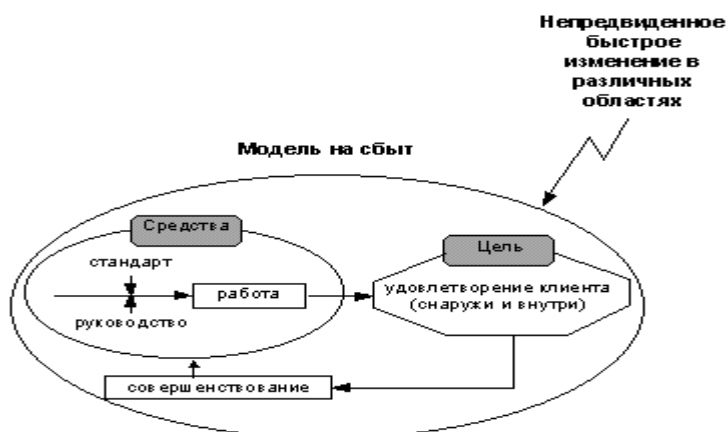 Непредвиденное
быстрое
изменение в
различных
областях
Модель на сбыт
Средства
Цель
стандарт
работа
руководство
удовлетворение клиента
(снаружи и внутри)
совершенствование